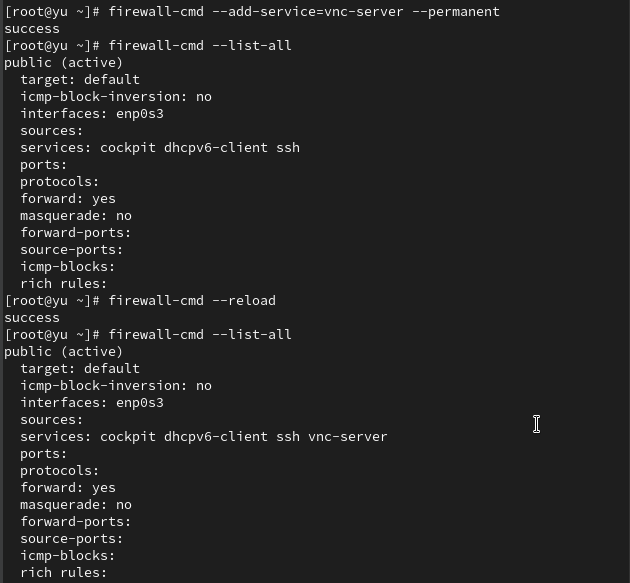 [root@yu ~]# firewall-cmd --add-service=vnc-server --permanent
success
[root@yu ~]# firewall-cmd --list-all
public (active)
  target: default
  icmp-block-inversion: no
  interfaces: enp0s3
  sources:
  services: cockpit dhcpv6-client ssh
  ports:
  protocols:
  forward: yes
  masquerade: no
  forward-ports:
  source-ports:
  icmp-blocks:
  rich rules:
[root@yu ~]# firewall-cmd --reload
success
[root@yu ~]# firewall-cmd --list-all
public (active)
  target: default
  icmp-block-inversion: no
  interfaces: enp0s3
  sources:
  services: cockpit dhcpv6-client ssh vnc-server
  ports:
  protocols:
  forward: yes
  masquerade: no
  forward-ports:
  source-ports:
  icmp-blocks:
  rich rules: